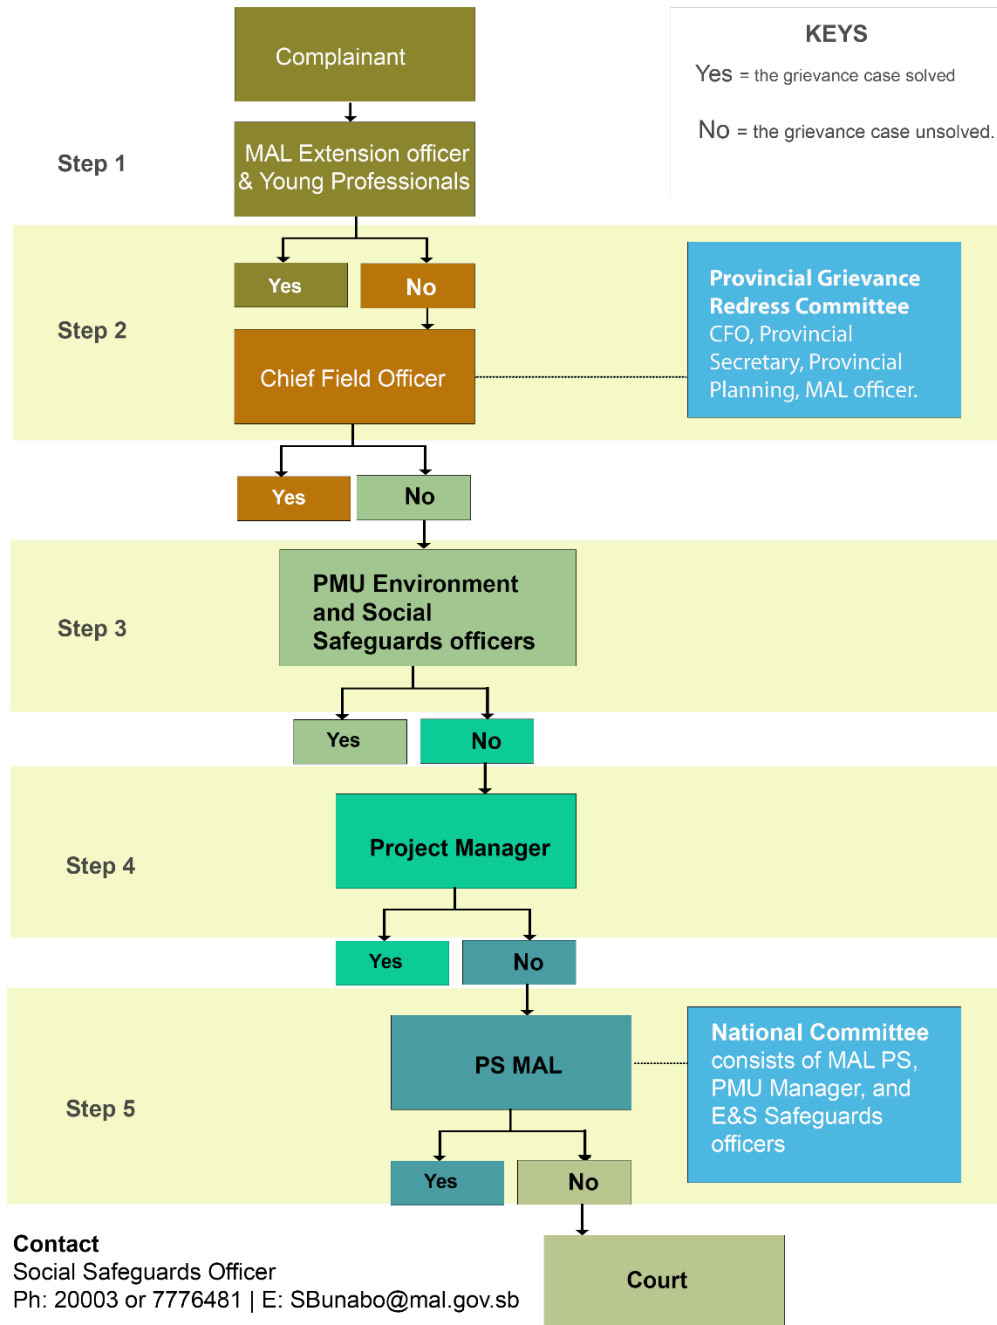 Complainant
KEYS
Yes = the grievance case solved
No = the grievance case unsolved.
Step 1
MAL Extension officer
& Young Professionals
Yes
No
Step 2
Chief Field Officer
Provincial Grievance
Redress Committee
CFO, Provincial
Secretary, Provincial
Planning, MAL officer.
Yes
No
Step 3
PMU Environment
and Social
Safeguards officers
Yes
No
Step 4
Project Manager
Yes
No
Step 5
PS MAL
National Committee
consists of MAL PS,
PMU Manager, and
E&S Safeguards
officers
Yes
No
Court
Contact
Social Safeguards Officer
Ph: 20003 or 7776481 | E: SBunabo@mal.gov.sb